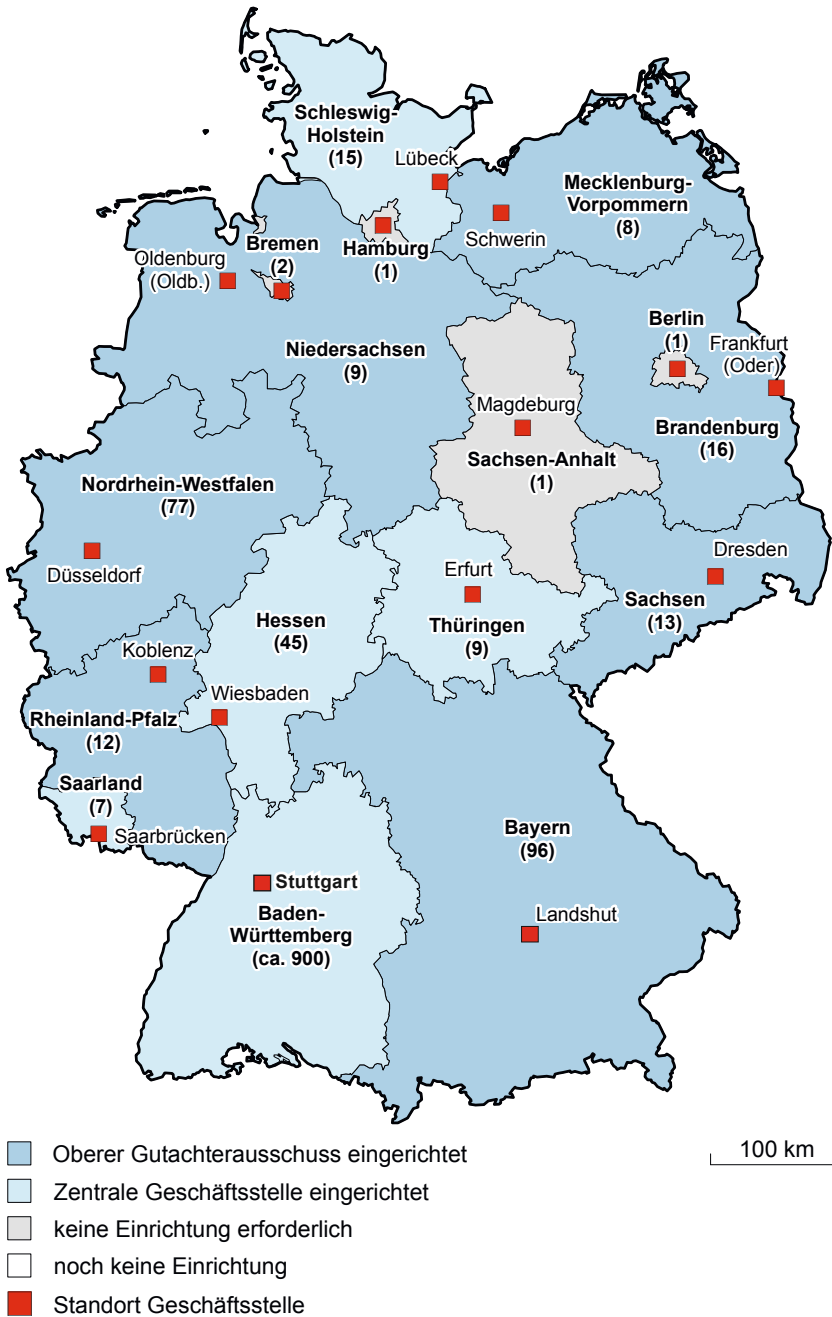 Schleswig-
Holstein
(15)
Lübeck
Mecklenburg-
Vorpommern
(8)
Schwerin
Hamburg
(1)
Bremen
(2)
Oldenburg
(Oldb.)
Niedersachsen
(9)
Berlin
(1)
Frankfurt
(Oder)
Brandenburg
(16)
Magdeburg
Sachsen-Anhalt
(1)
Nordrhein-Westfalen
(77)
Düsseldorf
Dresden
Sachsen
(13)
Erfurt
Thüringen
(9)
Hessen
(45)
Wiesbaden
Koblenz
Rheinland-Pfalz
(12)
Saarland
(7)
Saarbrücken
Bayern
(96)
Landshut
Stuttgart
Baden-
Württemberg
(ca. 900)
100 km
Oberer Gutachterausschuss eingerichtet
Zentrale Geschäftsstelle eingerichtet
keine Einrichtung erforderlich
noch keine Einrichtung
Standort Geschäftsstelle